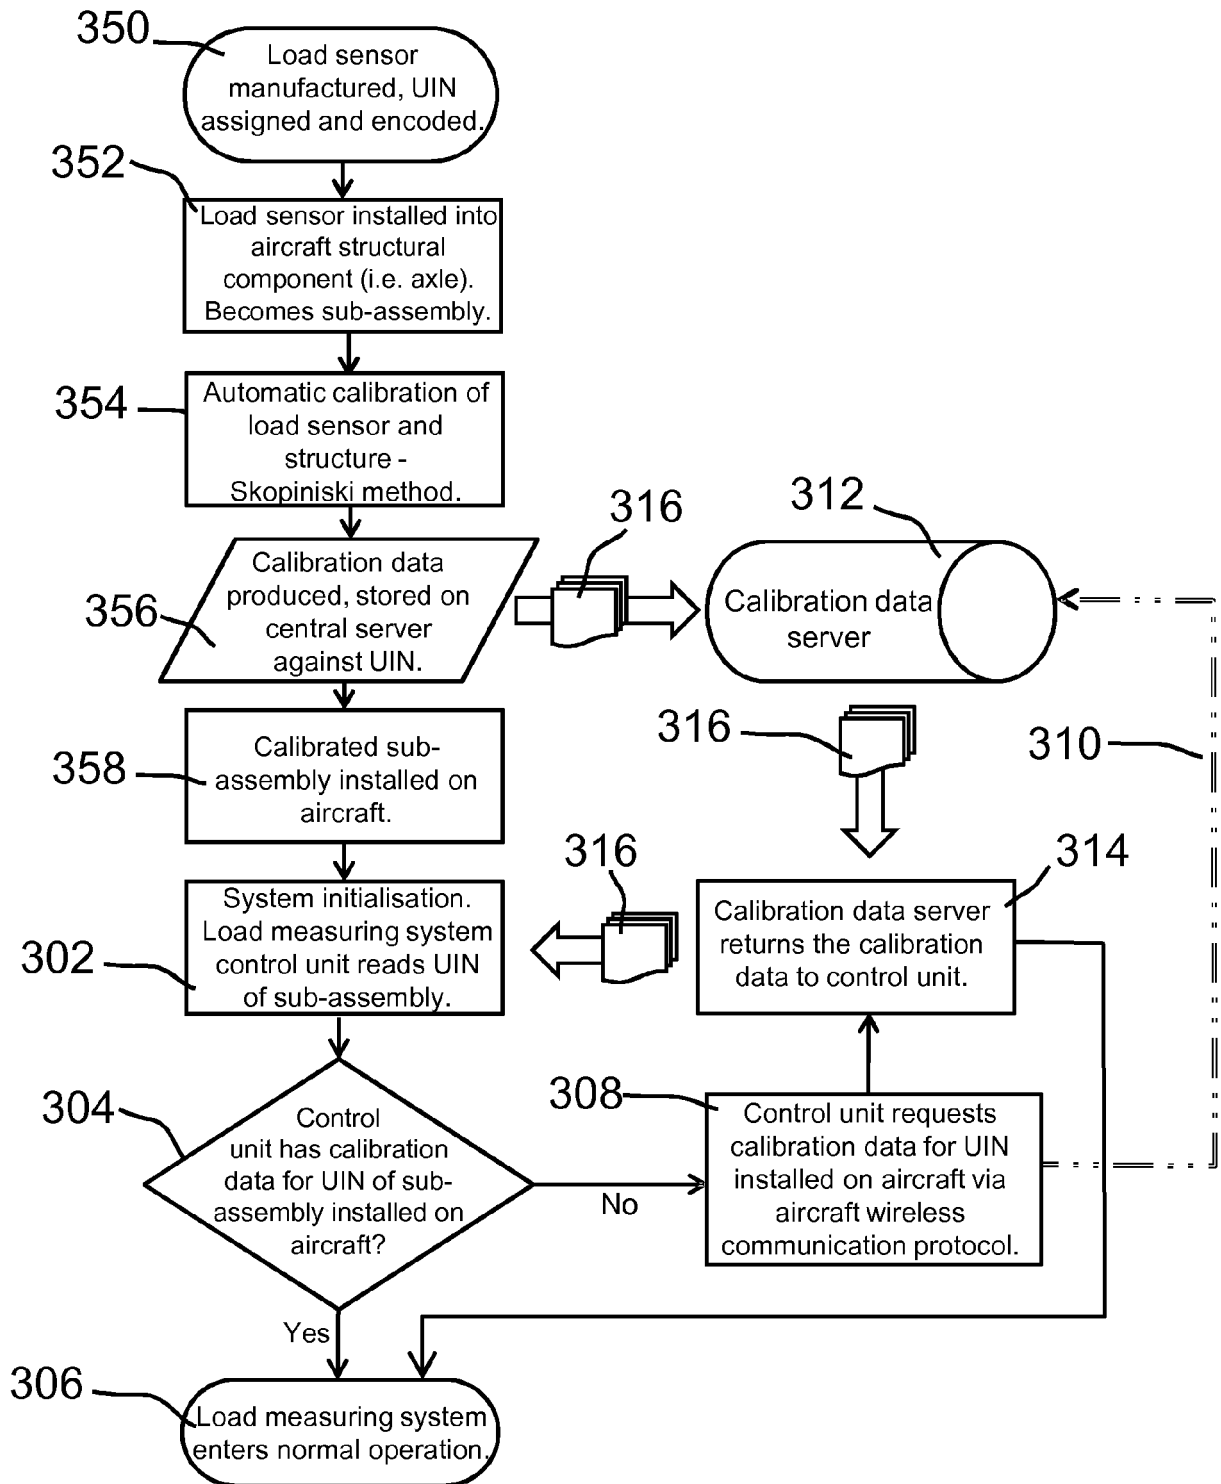 350
Load sensor
manufactured, UIN
assigned and encoded.
352
Load sensor installed into
aircraft structural
component (i.e. axle).
Becomes sub-assembly.
354
Automatic calibration of
load sensor and
structure -
Skopiniski method.
356
Calibration data
produced, stored on
central server
against UIN.
316
312
Calibration data
server
358
Calibrated sub-
assembly installed on
aircraft.
316
310
302
System initialisation.
Load measuring system
control unit reads UIN
of sub-assembly.
316
314
Calibration data server
returns the calibration
data to control unit.
304
Control
unit has calibration
data for UIN of sub-
assembly installed on
aircraft?
No
308
Control unit requests
calibration data for UIN
installed on aircraft via
aircraft wireless
communication protocol.
Yes
306
Load measuring system
enters normal operation.